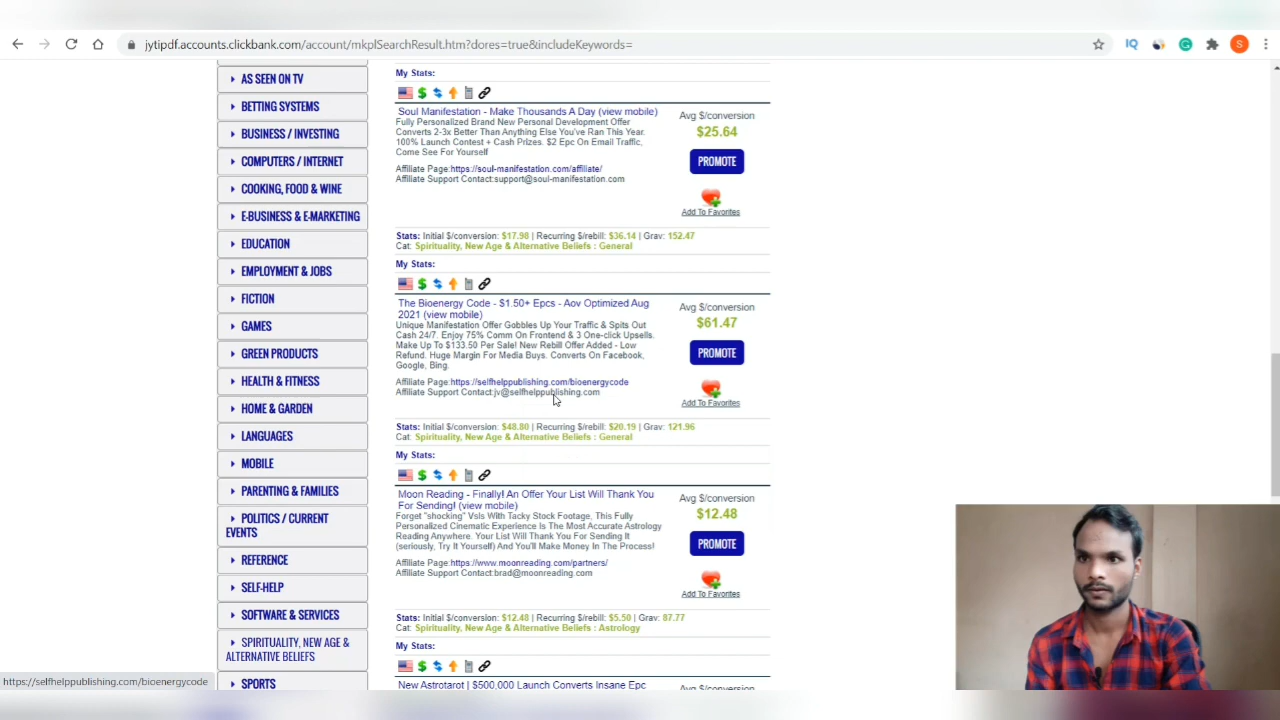 jytipdf.accounts.clickbank.com/account/mkplSearchResult.htm?dores=true&includeKeywords=
IQ
S
AS SEEN ON TV
BETTING SYSTEMS
BUSINESS / INVESTING
COMPUTERS / INTERNET
COOKING, FOOD & WINE
E-BUSINESS & E-MARKETING
EDUCATION
EMPLOYMENT & JOBS
FICTION
GAMES
GREEN PRODUCTS
HEALTH & FITNESS
HOME & GARDEN
LANGUAGES
MOBILE
PARENTING & FAMILIES
POLITICS / CURRENT
EVENTS
REFERENCE
SELF-HELP
SOFTWARE & SERVICES
SPIRITUALITY, NEW AGE &
ALTERNATIVE BELIEFS
SPORTS
My Stats:
$
Soul Manifestation - Make Thousands A Day (view mobile)
Fully Personalized Brand New Personal Development Offer
Converts 2-3x Better Than Anything Else You've Ran This Year.
100% Launch Contest + Cash Prizes. $2 Epc On Email Traffic,
Come See For Yourself
Affiliate Page:https://soul-manifestation.com/affiliate/
Affiliate Support Contact:support@soul-manifestation.com
Avg $/conversion
$25.64
PROMOTE
Add To Favorites
Stats: Initial $/conversion: $17.98 | Recurring $/rebill: $36.14 | Grav: 152.47
Cat: Spirituality, New Age & Alternative Beliefs : General
My Stats:
$
The Bioenergy Code - $1.50+ Epcs - Aov Optimized Aug
2021 (view mobile)
Unique Manifestation Offer Gobbles Up Your Traffic & Spits Out
Cash 24/7. Enjoy 75% Comm On Frontend & 3 One-click Upsells.
Make Up To $133.50 Per Sale! New Rebill Offer Added - Low
Refund. Huge Margin For Media Buys. Converts On Facebook,
Google, Bing.
Affiliate Page:https://selfhelppublishing.com/bioenergycode
Affiliate Support Contact:jv@selfhelppublishing.com
Avg $/conversion
$61.47
PROMOTE
Add To Favorites
Stats: Initial $/conversion: $48.80 | Recurring $/rebill: $20.19 | Grav: 121.96
Cat: Spirituality, New Age & Alternative Beliefs : General
My Stats:
$
Moon Reading - Finally! An Offer Your List Will Thank You
For Sending! (view mobile)
Forget "shocking" Vsls With Tacky Stock Footage, This Fully
Personalized Cinematic Experience Is The Most Accurate Astrology
Reading Anywhere. Your List Will Thank You For Sending It
(seriously, Try It Yourself) And You'll Make Money In The Process!
Affiliate Page:https://www.moonreading.com/partners/
Affiliate Support Contact:brad@moonreading.com
Avg $/conversion
$12.48
PROMOTE
Add To Favorites
Stats: Initial $/conversion: $12.48 | Recurring $/rebill: $5.50 | Grav: 87.77
Cat: Spirituality, New Age & Alternative Beliefs : Astrology
My Stats:
$
New Astrotarot | $500,000 Launch Converts Insane Epc
Avg $/conversion
https://selfhelppublishing.com/bioenergycode